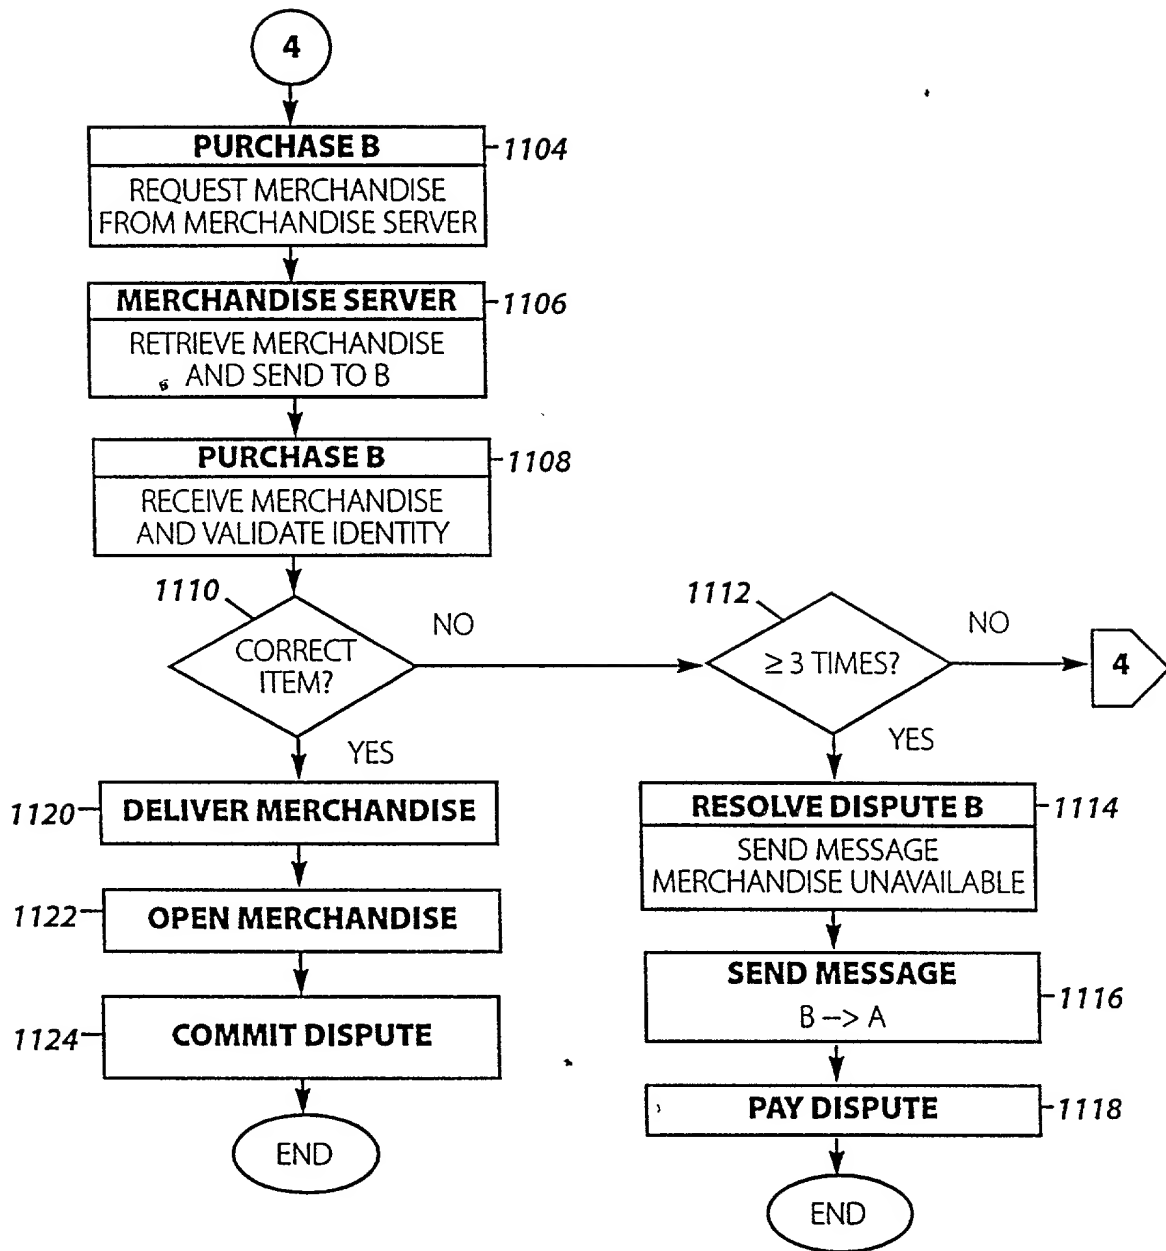 4
PURCHASE B
1104
REQUEST MERCHANDISE
FROM MERCHANDISE SERVER
MERCHANDISE SERVER
1106
RETRIEVE MERCHANDISE
AND SEND TO B
PURCHASE B
1108
RECEIVE MERCHANDISE
AND VALIDATE IDENTITY
1110
CORRECT
ITEM?
NO
YES
1112
≥ 3 TIMES?
NO
4
YES
1120
DELIVER MERCHANDISE
1122
OPEN MERCHANDISE
1124
COMMIT DISPUTE
END
RESOLVE DISPUTE B
1114
SEND MESSAGE
MERCHANDISE UNAVAILABLE
SEND MESSAGE
B --> A
1116
PAY DISPUTE
1118
END